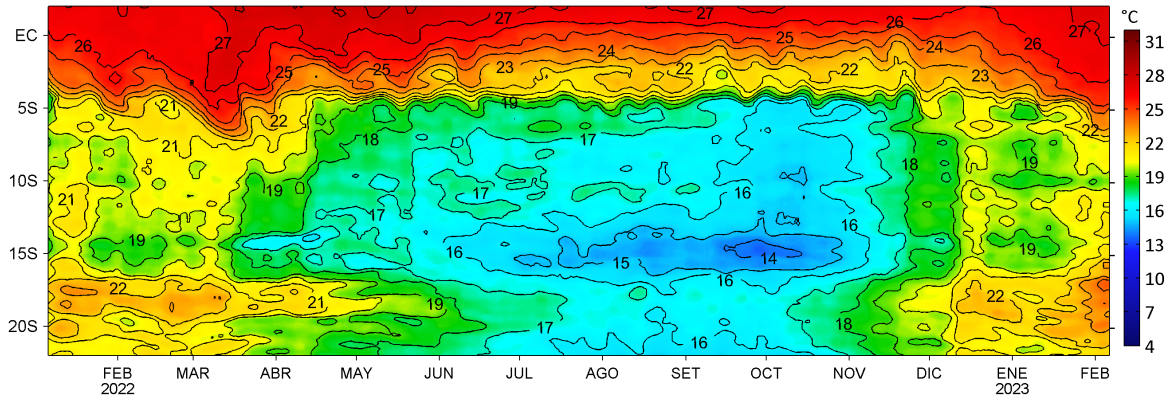 °C
27 27 26 27
EC 26 27 25 26
24 24
25 25 23 22 22 23
5S 21 19 22
22 17
21 18 18 19
10S 19 17 16
21 17
19 16 16 19
15S 15 14
22 21 19 16 22
20S 17 18
16
FEB MAR ABR MAY JUN JUL AGO SET OCT NOV DIC ENE FEB
2022 2023
31
28
25
22
19
16
13
10
7
4